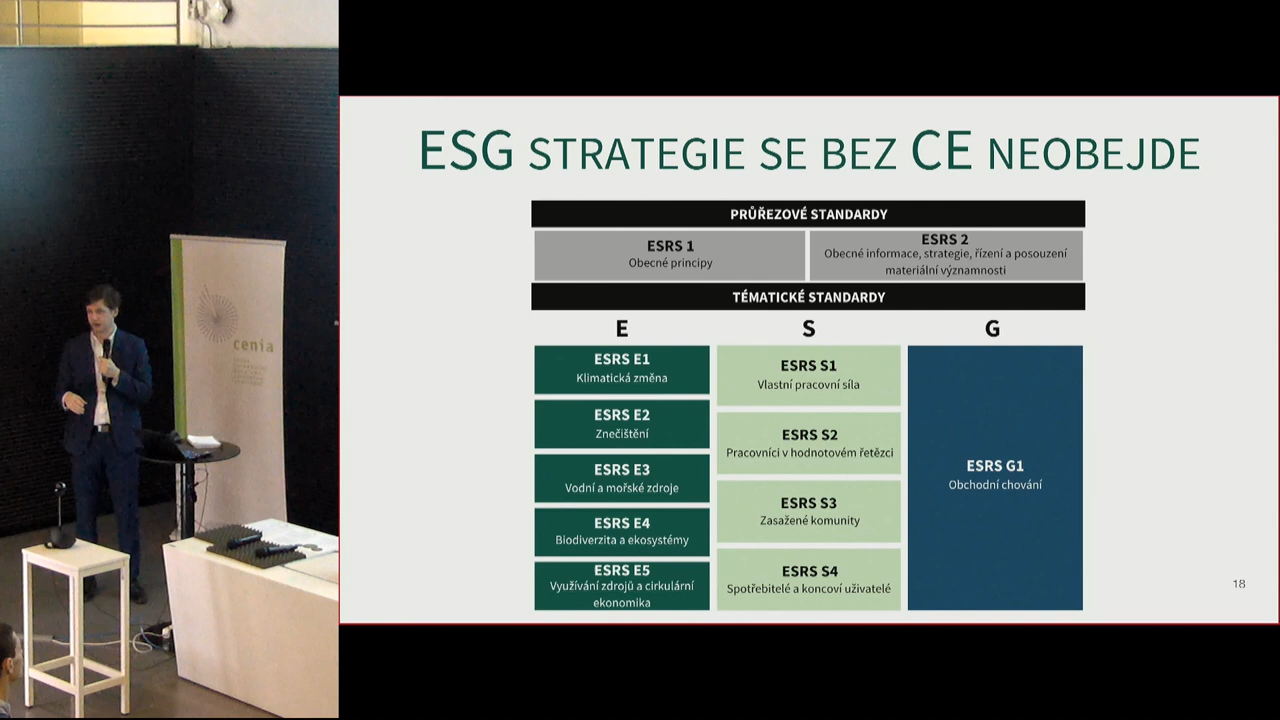 ESG STRATEGIE SE BEZ CE NEOBEJDE
PRŮŘEZOVÉ STANDARDY
ESRS 1
Obecné principy
ESRS 2
Obecné informace, strategie, řízení a posouzení
materiální významnosti
TÉMATICKÉ STANDARDY
E
S
G
ESRS E1
Klimatická změna
ESRS E2
Znečištění
ESRS E3
Vodní a mořské zdroje
ESRS E4
Biodiverzita a ekosystémy
ESRS E5
Využívání zdrojů a cirkulární
ekonomika
ESRS S1
Vlastní pracovní síla
ESRS S2
Pracovníci v hodnotovém řetězci
ESRS S3
Zasažené komunity
ESRS S4
Spotřebitelé a koncoví uživatelé
ESRS G1
Obchodní chování
18
cenia